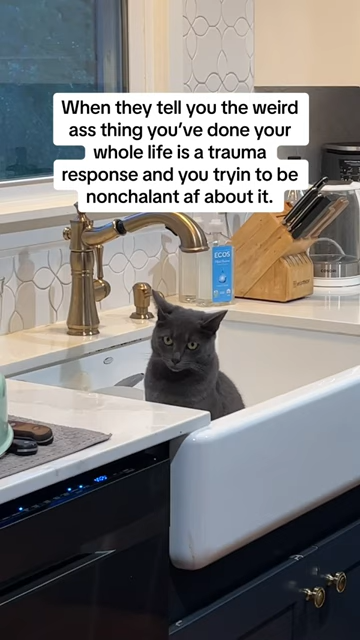 When they tell you the weird
ass thing you've done your
whole life is a trauma
response and you tryin to be
nonchalant af about it.
ECOS